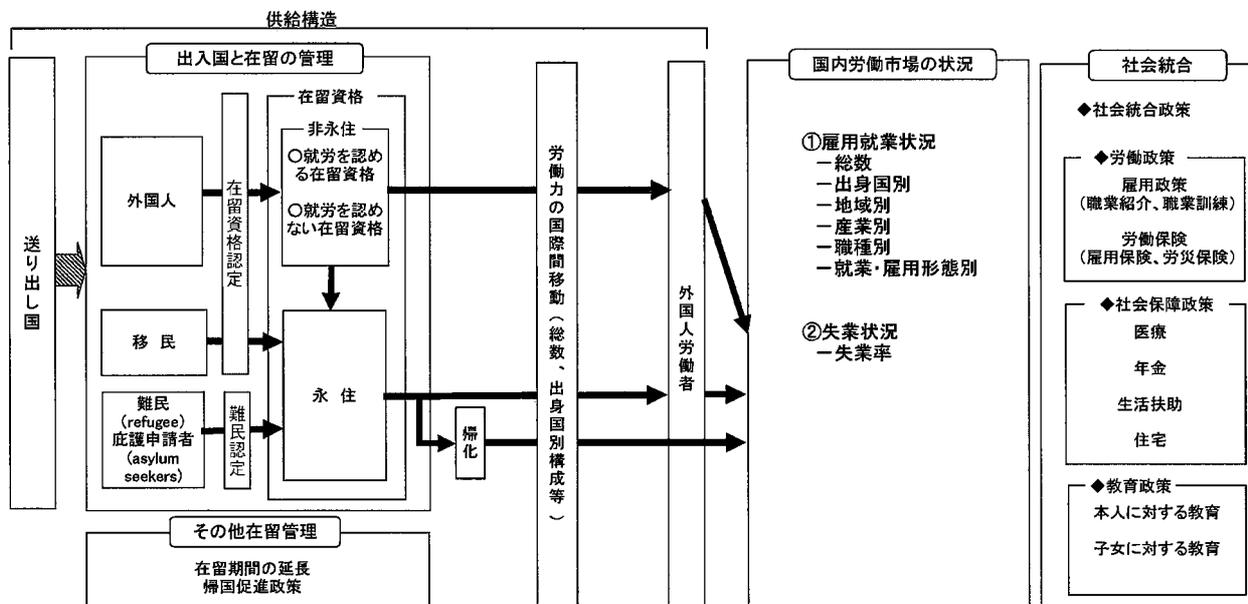 供給構造
送り出し国
出入国と在留の管理
外国人
移 民
難民
(refugee)
庇護申請者
(asylum
seekers)
在留資格認定
難民認定
在留資格
非永住
○就労を認め
る在留資格
○就労を認め
ない在留資格
永 住
帰化
その他在留管理
在留期間の延長
帰国促進政策
労働力の国際間移動(総数、出身国別構成等)
外国人労働者
国内労働市場の状況
①雇用就業状況
－総数
－出身国別
－地域別
－産業別
－職種別
－就業・雇用形態別
②失業状況
－失業率
社会統合
◆社会統合政策
◆労働政策
雇用政策
(職業紹介、職業訓練)
労働保険
(雇用保険、労災保険)
◆社会保障政策
医療
年金
生活扶助
住宅
◆教育政策
本人に対する教育
子女に対する教育